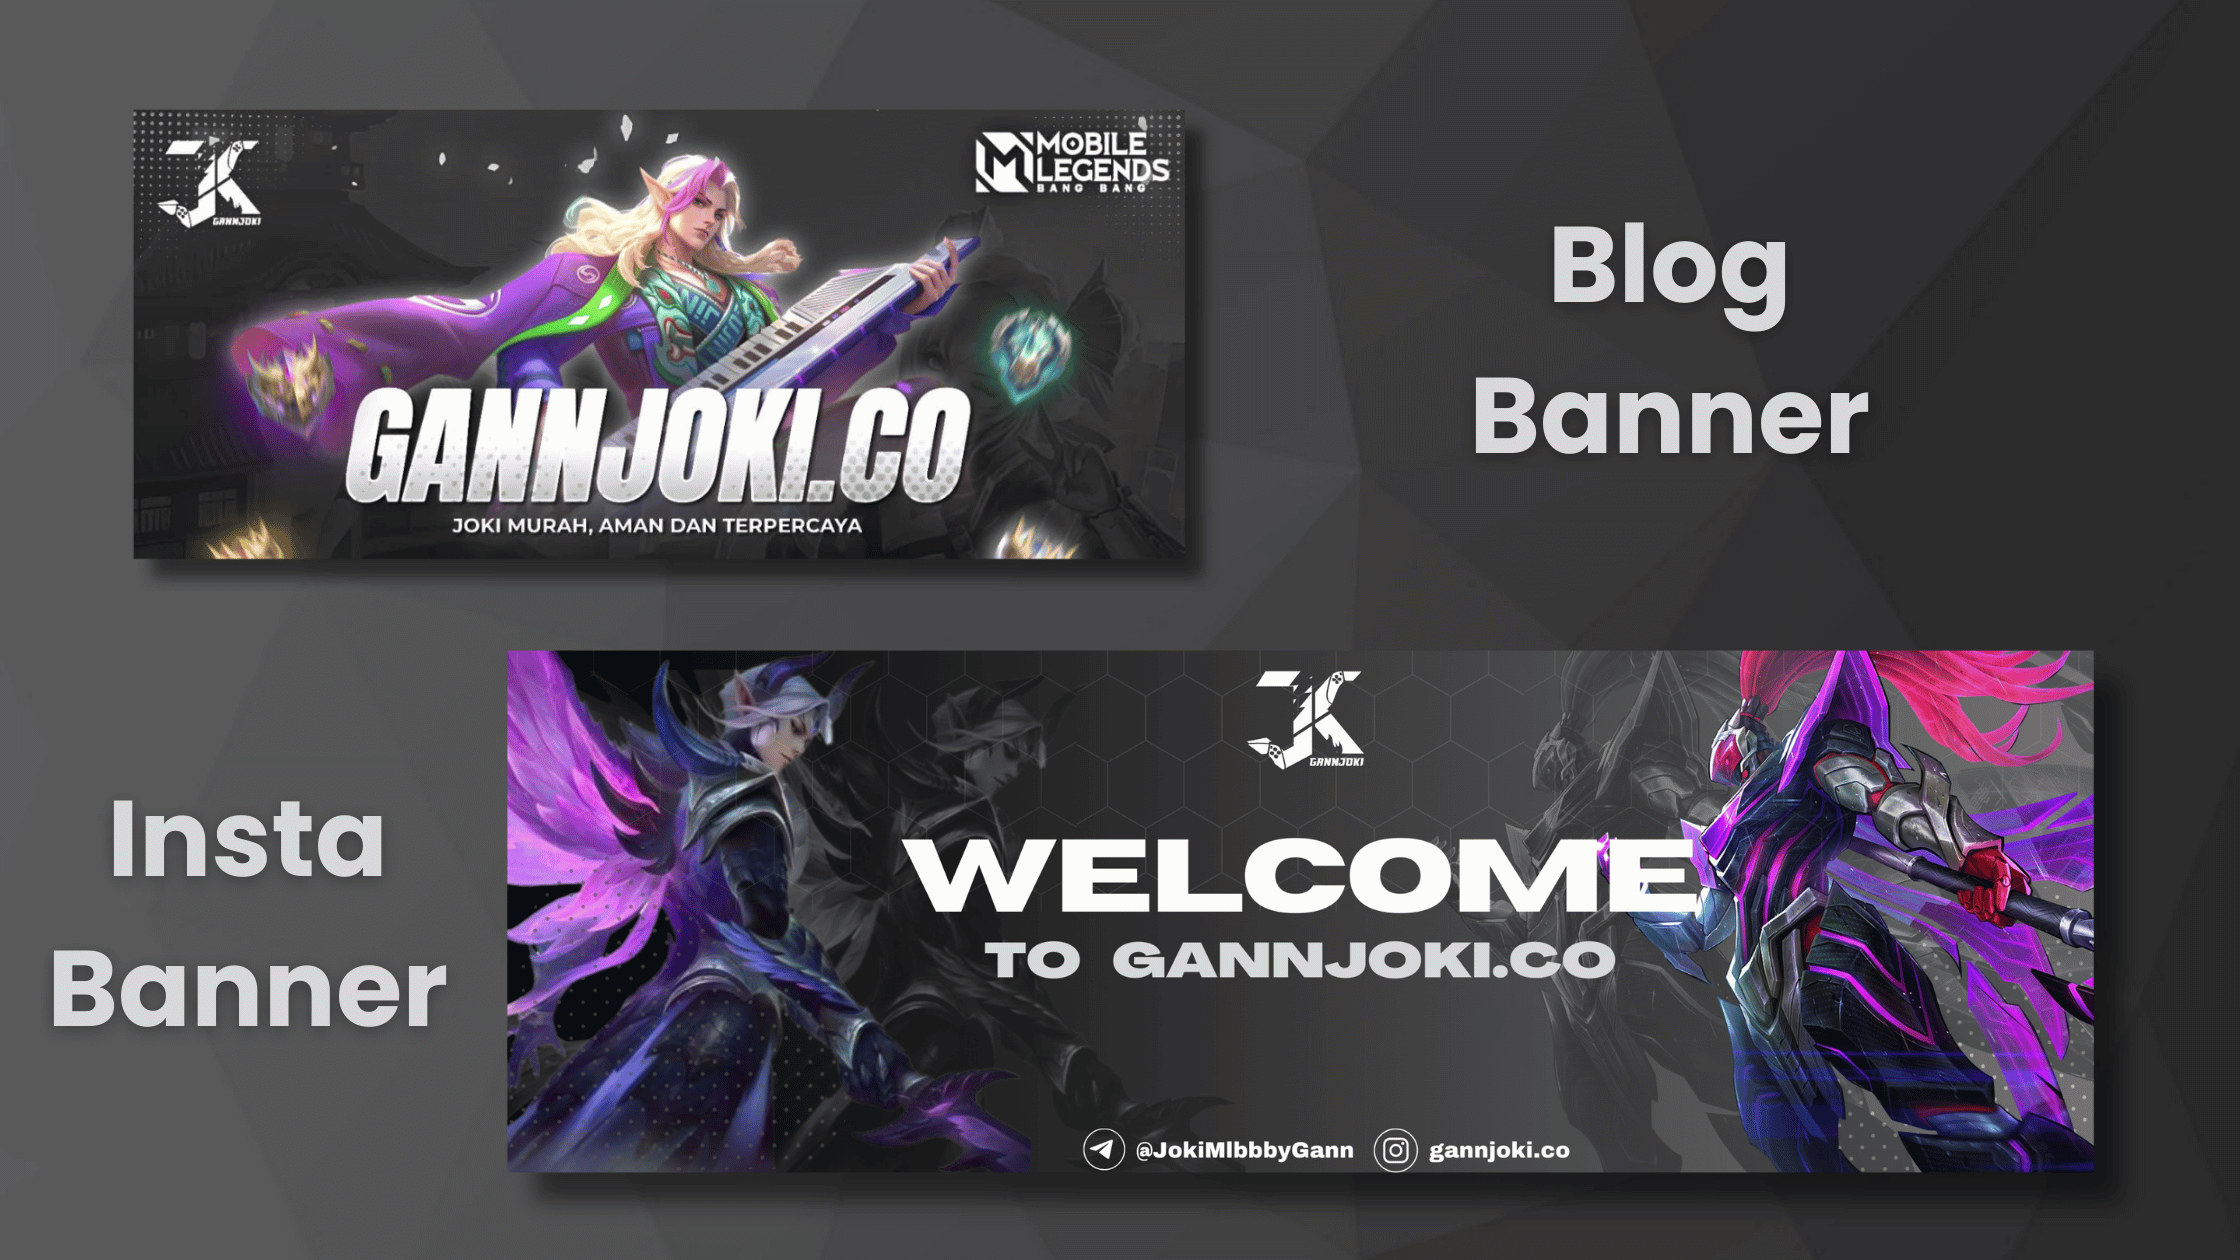 GANNJOKI
MOBILE
LEGENDS
BANG BANG
GANNJOKI.CO
JOKI MURAH, AMAN DAN TERPERCAYA
Blog
Banner
Insta
Banner
GANNJOKI
WELCOME
TO GANNJOKI.CO
@JokiMlbbbyGann
gannjoki.co